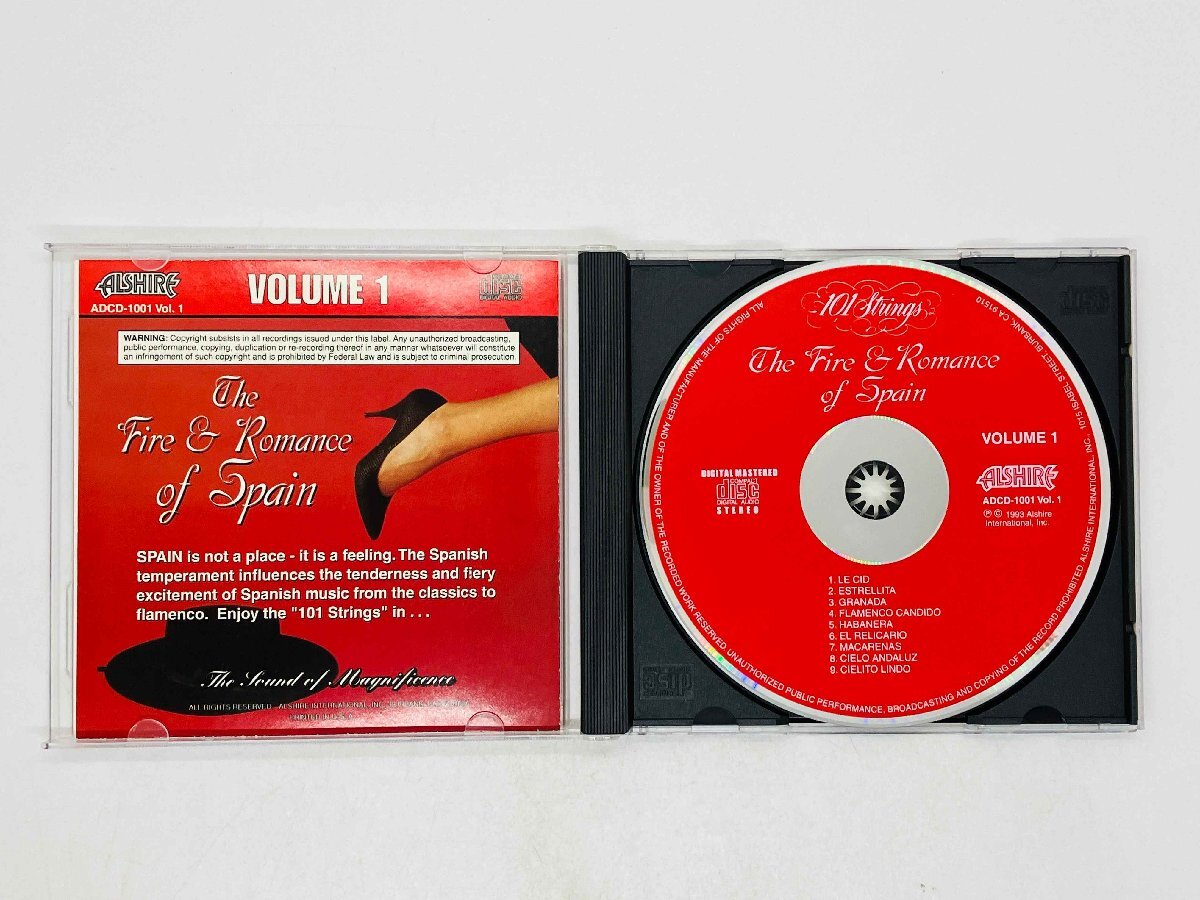 ALSHIRE
ADCD-1001 Vol. 1
VOLUME 1
disc
DIGITAL AUDIO
WARNING: Copyright subsists in all recordings issued under this label. Any unauthorized broadcasting,
public performance, copying, duplication or re-recording thereof in any manner whatsoever will constitute
an infringement of such copyright and is prohibited by Federal Law and is subject to criminal prosecution.
The
Fire & Romance
of Spain
SPAIN is not a place - it is a feeling. The Spanish
temperament influences the tenderness and fiery
excitement of Spanish music from the classics to
flamenco. Enjoy the "101 Strings" in . . .
The Sound of Magnificence
ALL RIGHTS RESERVED - ALSHIRE INTERNATIONAL, INC.
PRINTED IN U.S.A.
101 Strings
The Fire & Romance
of Spain
VOLUME 1
DIGITAL MASTERED
COMPACT
disc
DIGITAL AUDIO
STEREO
ALSHIRE
ADCD-1001 Vol. 1
℗ © 1993 Alshire
International, Inc.
1. LE CID
2. ESTRELLITA
3. GRANADA
4. FLAMENCO CANDIDO
5. HABANERA
6. EL RELICARIO
7. MACARENAS
8. CIELO ANDALUZ
9. CIELITO LINDO
ALL RIGHTS OF THE MANUFACTURER AND OF THE OWNER OF THE RECORDED WORK RESERVED. UNAUTHORIZED PUBLIC PERFORMANCE, BROADCASTING AND COPYING OF THE RECORD PROHIBITED. ALSHIRE INTERNATIONAL, INC. 1015 ISABEL STREET BURBANK, CA 91510
disc
disc